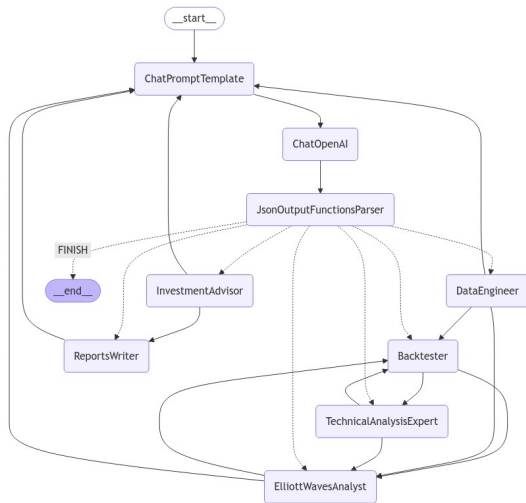 __start__
ChatPromptTemplate
ChatOpenAI
JsonOutputFunctionsParser
FINISH
__end__
InvestmentAdvisor
DataEngineer
ReportsWriter
Backtester
TechnicalAnalysisExpert
ElliottWavesAnalyst